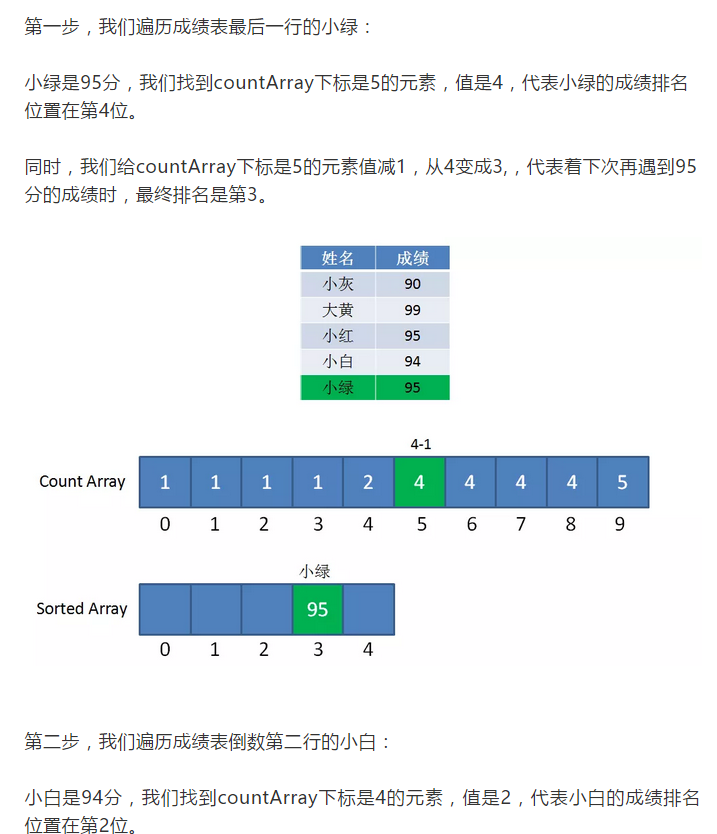 第一步，我们遍历成绩表最后一行的小绿：
小绿是95分，我们找到countArray下标是5的元素，值是4，代表小绿的成绩排名
位置在第4位。
同时，我们给countArray下标是5的元素值减1，从4变成3,，代表着下次再遇到95
分的成绩时，最终排名是第3。
姓名 成绩
小灰 90
大黄 99
小红 95
小白 94
小绿 95
4-1
Count Array 1 1 1 1 2 4 4 4 4 5
0 1 2 3 4 5 6 7 8 9
小绿
Sorted Array 95
0 1 2 3 4
第二步，我们遍历成绩表倒数第二行的小白：
小白是94分，我们找到countArray下标是4的元素，值是2，代表小白的成绩排名
位置在第2位。